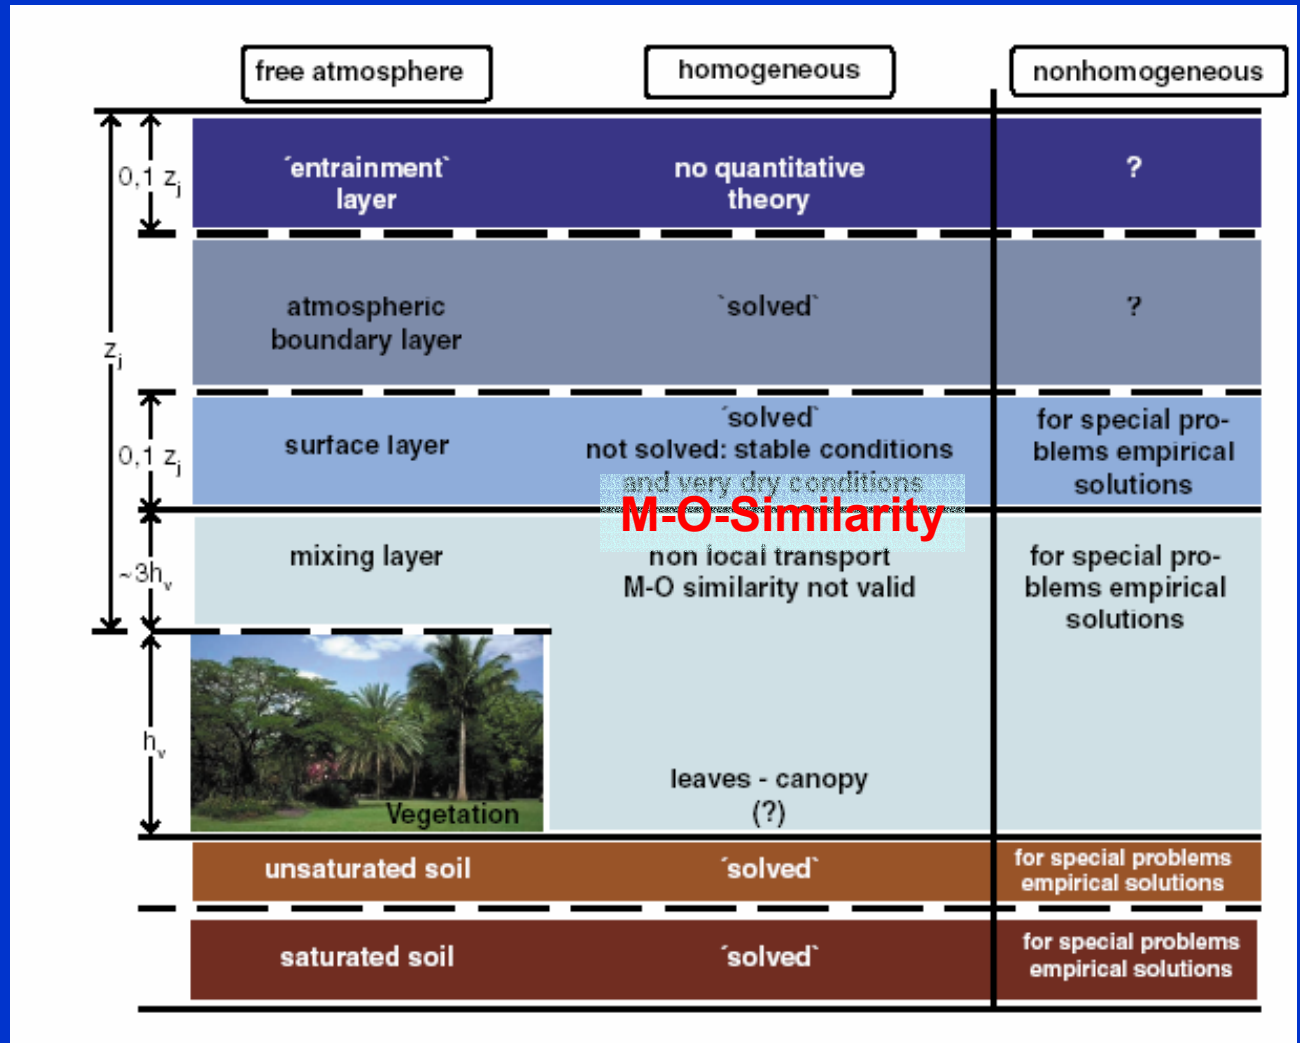 free atmosphere
homogeneous
nonhomogeneous
0,1 zi
´entrainment`
layer
no quantitative
theory
?
zi
atmospheric
boundary layer
`solved`
?
0,1 zi
surface layer
´solved`
not solved: stable conditions
and very dry conditions
for special pro-
blems empirical
solutions
M-O-Similarity
~3hv
mixing layer
non local transport
M-O similarity not valid
for special pro-
blems empirical
solutions
hv
Vegetation
leaves - canopy
(?)
unsaturated soil
´solved`
for special problems
empirical solutions
saturated soil
´solved`
for special problems
empirical solutions